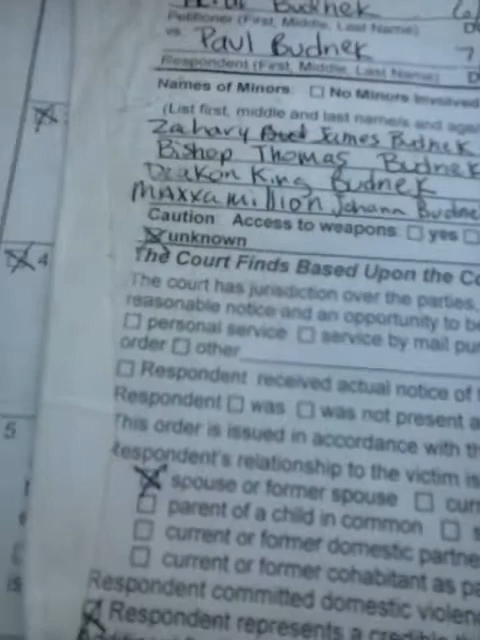 Budnek
Petitioner (First, Middle, Last Name)
vs. Paul Budnek
Respondent (First, Middle, Last Name)
Names of Minors: ☐ No Minors Involved
(List first, middle and last name/s and age
Zachary James Budnek
Bishop Thomas Budnek
Deakon King Budnek
Maxxamillion Johann Budne
Caution: Access to weapons: ☐ yes ☐
☒ unknown
4
The Court Finds Based Upon the Co
The court has jurisdiction over the parties,
reasonable notice and an opportunity to be
☐ personal service ☐ service by mail pu
order ☐ other
☐ Respondent received actual notice of
Respondent ☐ was ☐ was not present a
This order is issued in accordance with th
5
Respondent's relationship to the victim is
☒ spouse or former spouse ☐ cur
☐ parent of a child in common ☐
☐ current or former domestic partne
☐ current or former cohabitant as pa
Respondent committed domestic violen
☒ Respondent represents a